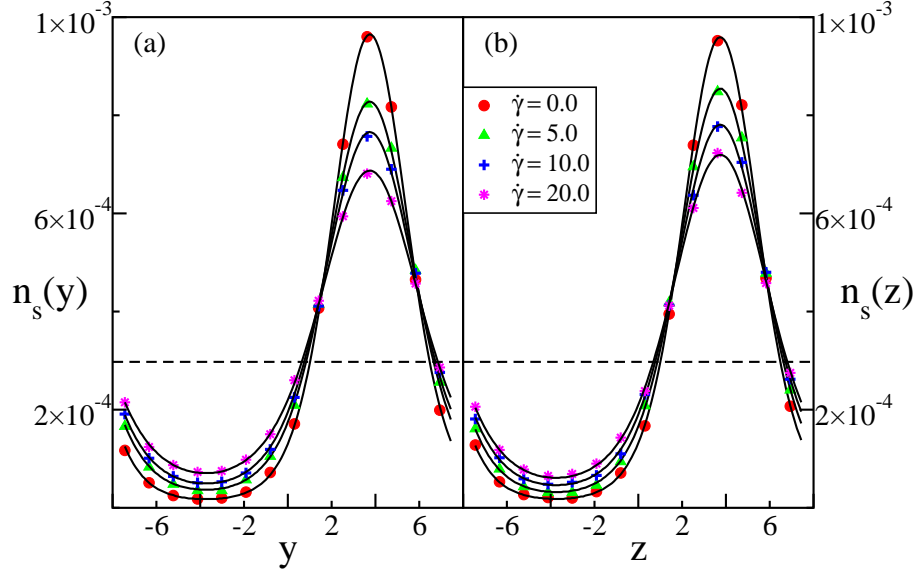 1×10⁻³
(a)
(b)
1×10⁻³
γ̇ = 0.0
γ̇ = 5.0
γ̇ = 10.0
γ̇ = 20.0
6×10⁻⁴
6×10⁻⁴
nₛ(y)
nₛ(z)
2×10⁻⁴
2×10⁻⁴
-6 -2 2 6
-6 -2 2 6
y
z